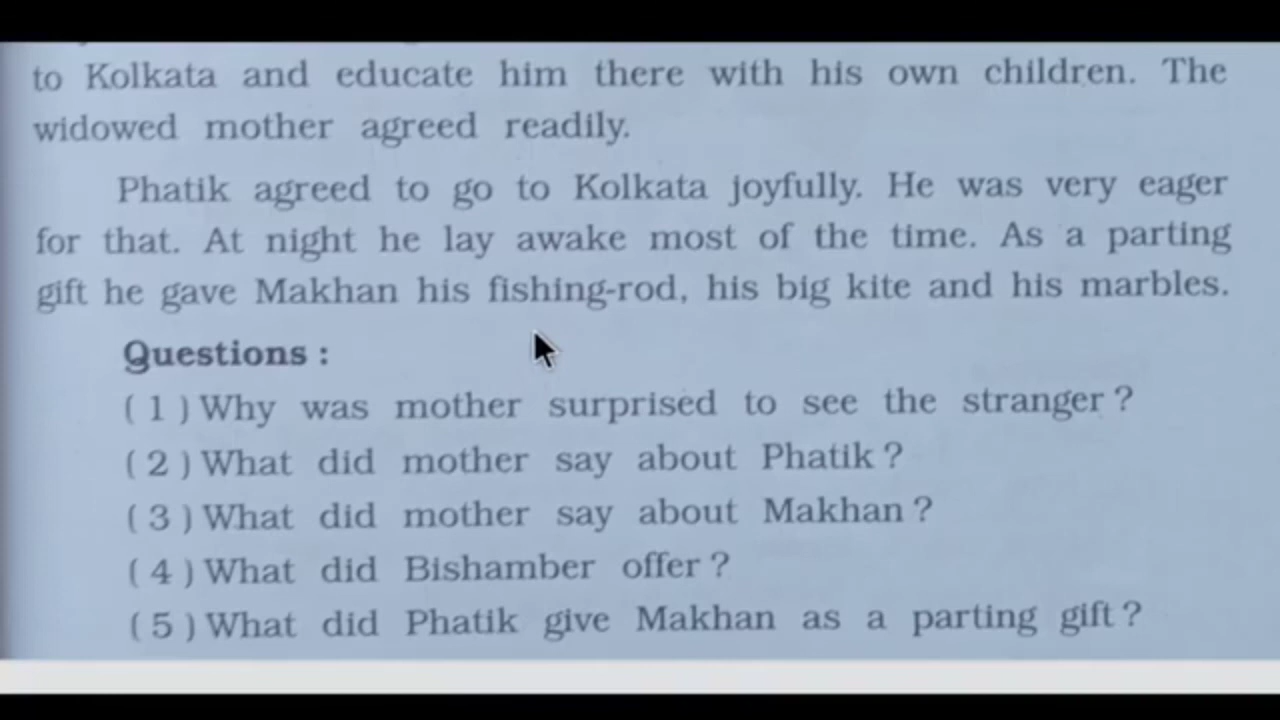 to Kolkata and educate him there with his own children. The
widowed mother agreed readily.
Phatik agreed to go to Kolkata joyfully. He was very eager
for that. At night he lay awake most of the time. As a parting
gift he gave Makhan his fishing-rod, his big kite and his marbles.
Questions :
( 1 ) Why was mother surprised to see the stranger ?
( 2 ) What did mother say about Phatik ?
( 3 ) What did mother say about Makhan ?
( 4 ) What did Bishamber offer ?
( 5 ) What did Phatik give Makhan as a parting gift ?